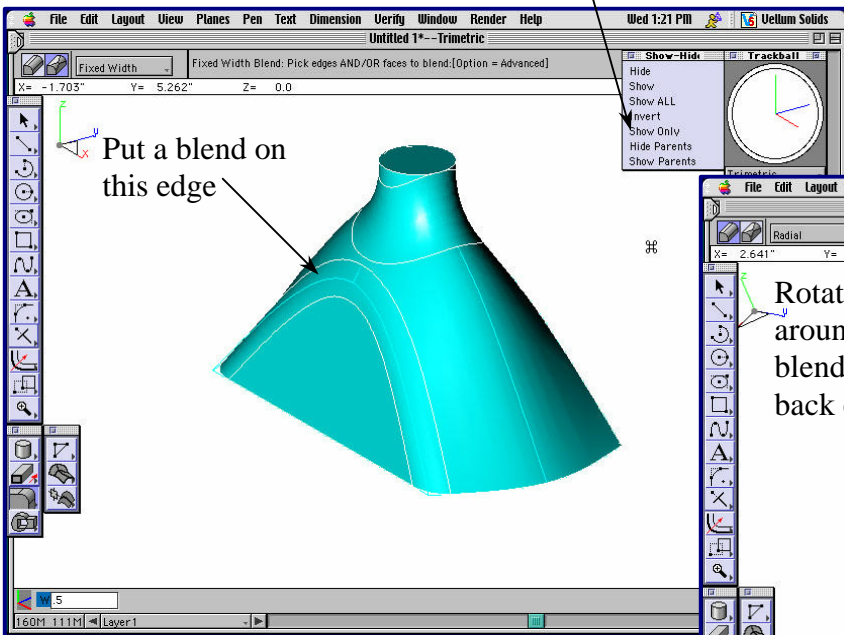 File Edit Layout View Planes Pen Text Dimension Verify Window Render Help Wed 1:21 PM Vellum Solids
Untitled 1*--Trimetric
Fixed Width
Fixed Width Blend: Pick edges AND/OR faces to blend:[Option = Advanced]
X= -1.703" Y= 5.262" Z= 0.0
Show-Hide
Hide
Show
Show ALL
Invert
Show Only
Hide Parents
Show Parents
Trackball
Trimetric
z
y
x
Put a blend on
this edge
⌘
A
W .5
160M 111M Layer1
File Edit Layout
Radial
X= 2.641" Y=
z
y
Rotat
aroun
blend
back
A